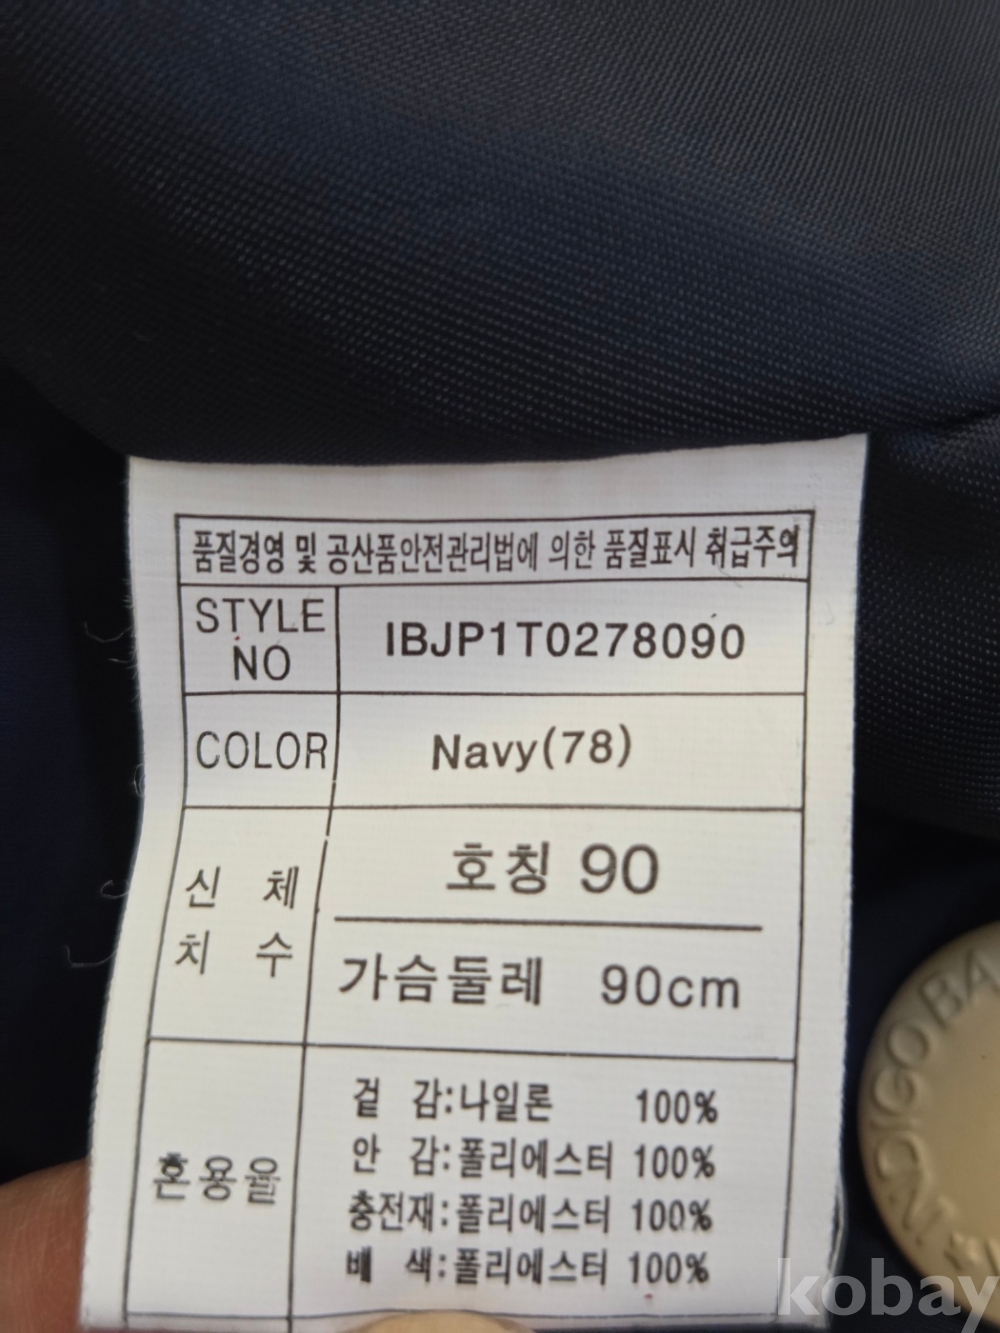 품질경영 및 공산품안전관리법에 의한 품질표시 취급주의
STYLE NO IBJP1T0278090
COLOR Navy(78)
신 체 치 수
호칭 90
가슴둘레 90cm
혼용율
겉 감:나일론 100%
안 감:폴리에스터 100%
충전재:폴리에스터 100%
배 색:폴리에스터 100%
INDIGO BA
kobay